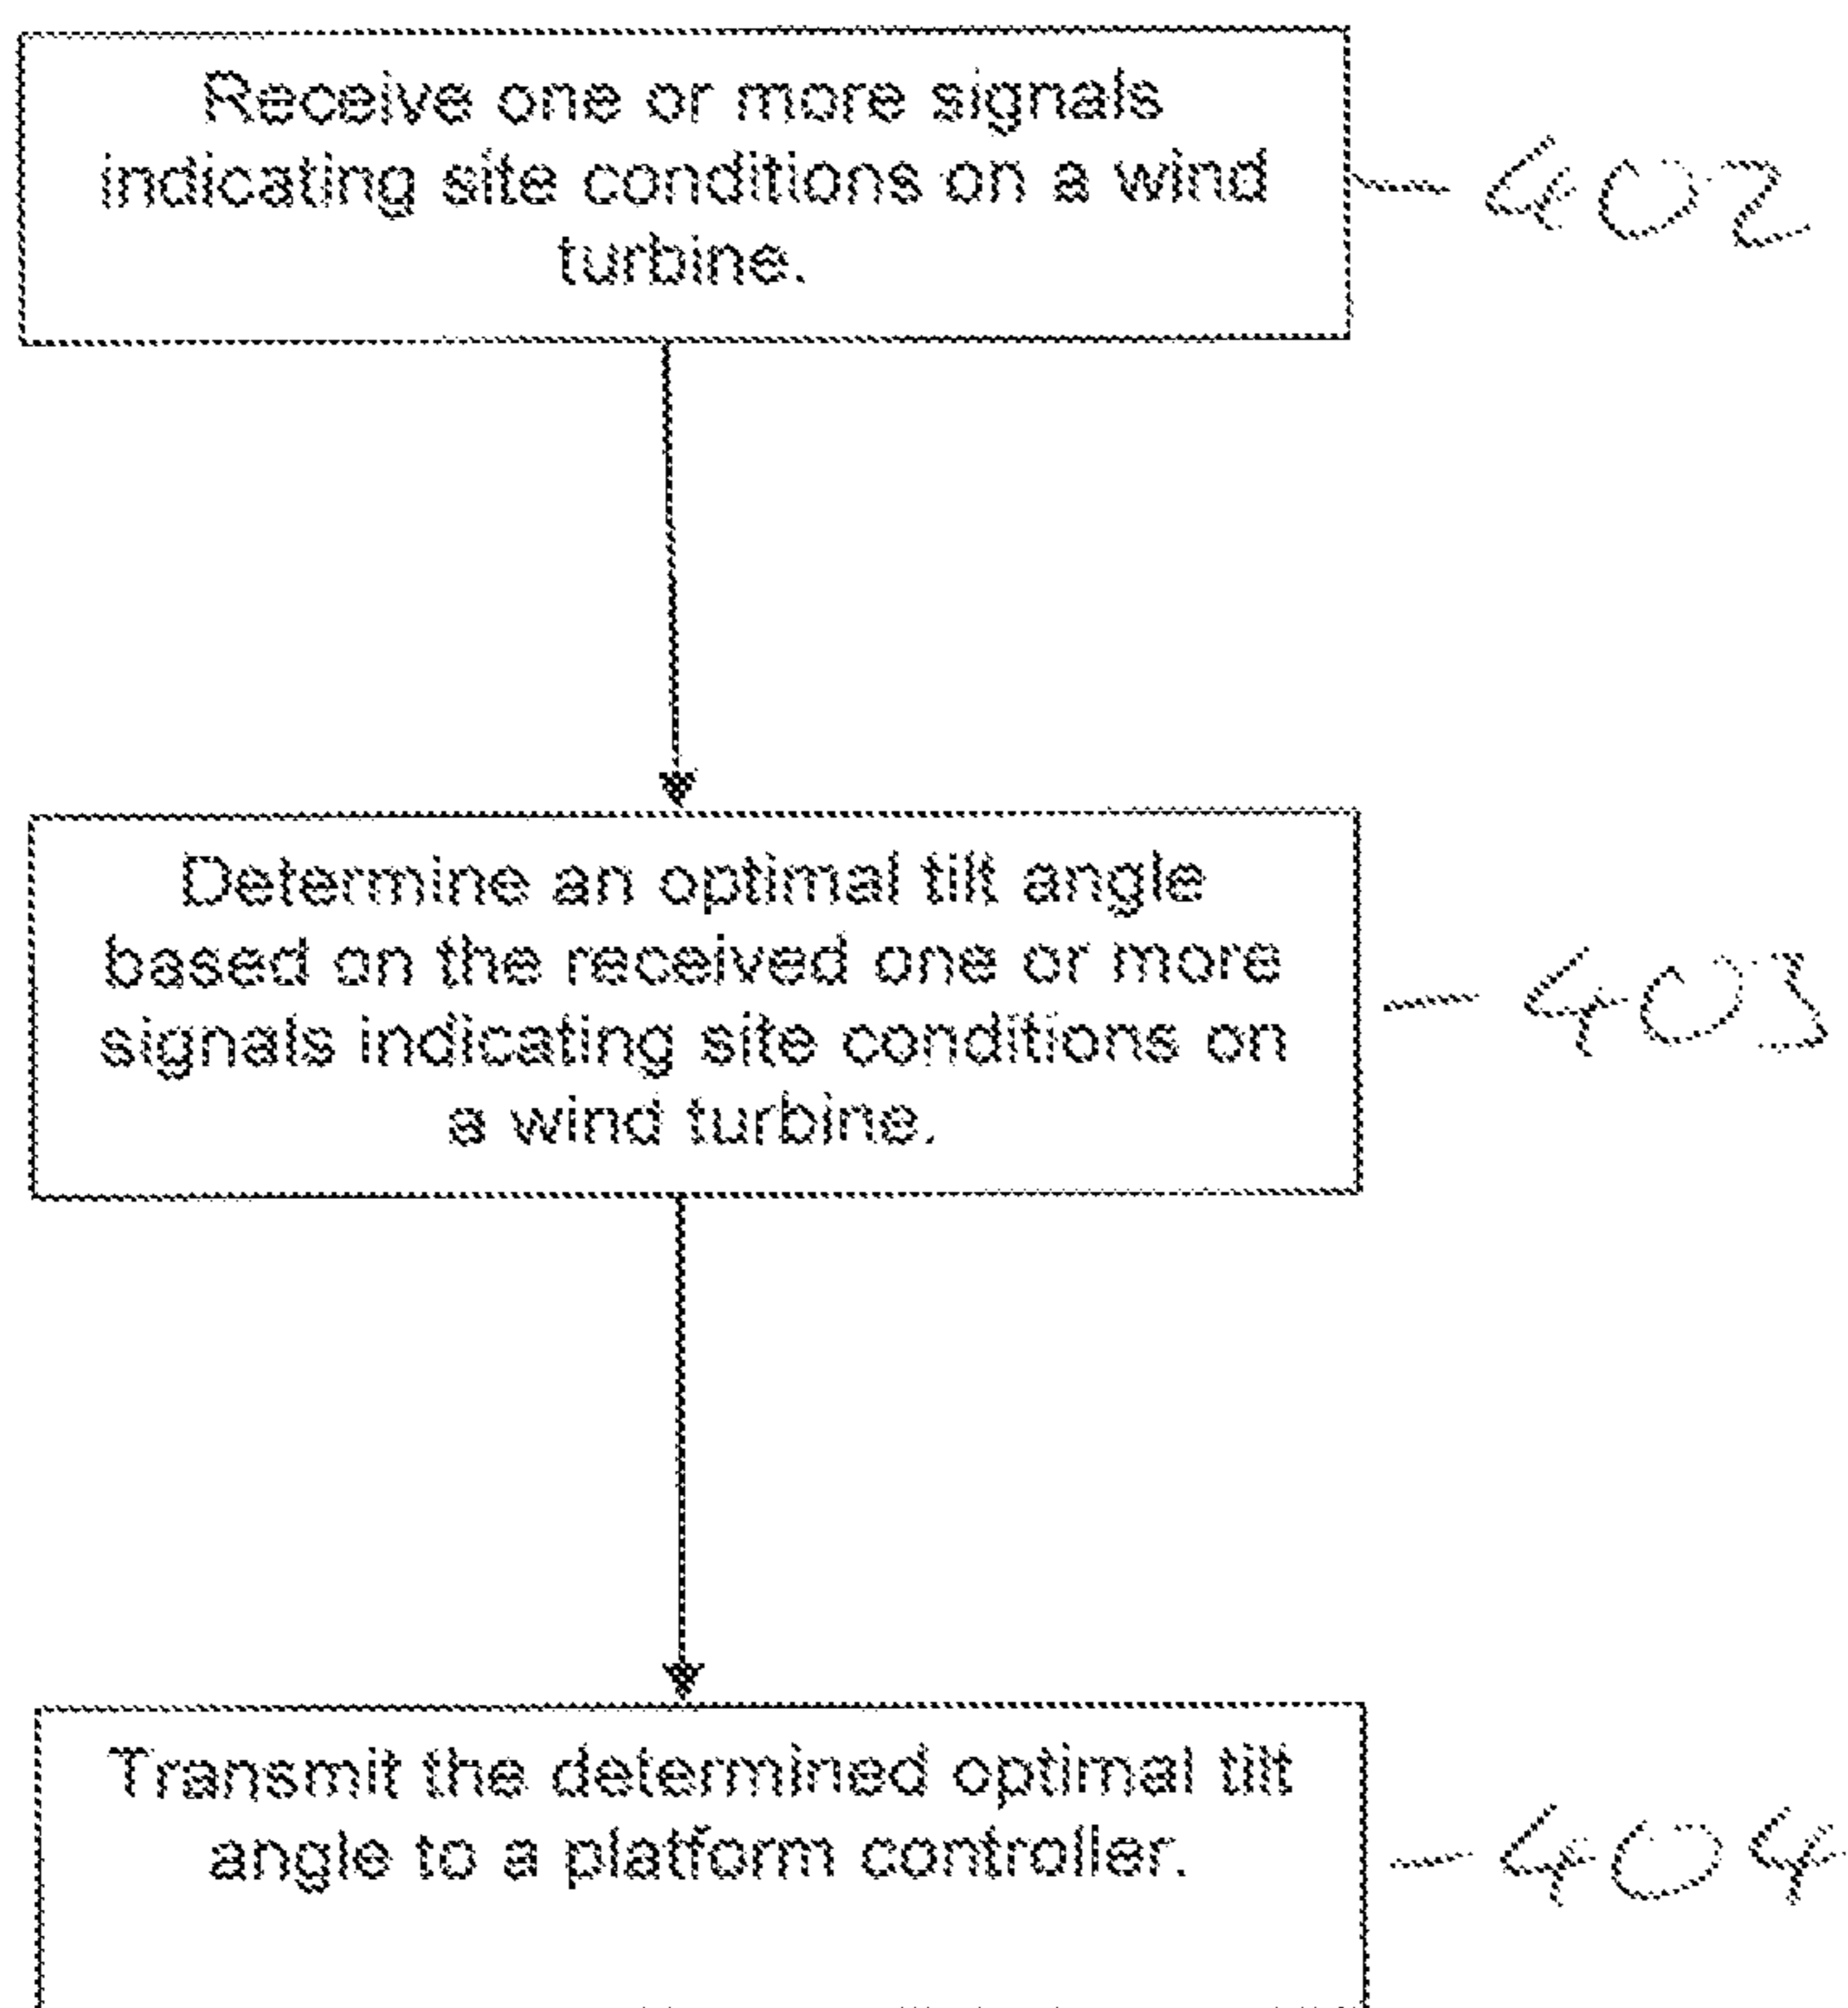 Receive one or more signals
indicating site conditions on a wind
turbine.
402
Determine an optimal tilt angle
based on the received one or more
signals indicating site conditions on
a wind turbine.
403
Transmit the determined optimal tilt
angle to a platform controller.
404